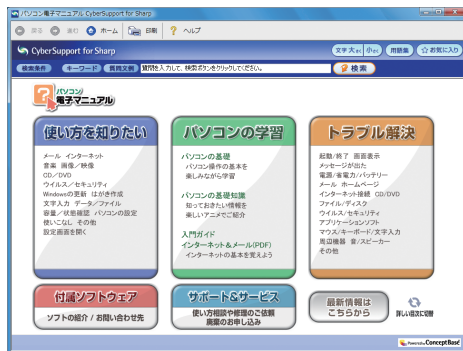 パソコン電子マニュアル CyberSupport for Sharp
戻る 進む ホーム 印刷 ヘルプ
CyberSupport for Sharp
文字大きく 小さく 用語集 お気に入り
検索条件 キーワード 質問文例 質問を入力して、検索ボタンをクリックしてください。 検索
パソコン
電子マニュアル
使い方を知りたい
メール インターネット
音楽 画像/映像
CD/DVD
ウイルス/セキュリティ
Windowsの更新 はがき作成
文字入力 データ/ファイル
容量/状態確認 パソコンの設定
使いこなし その他
設定画面を開く
パソコンの学習
パソコンの基礎
パソコン操作の基本を
楽しみながら学習
パソコンの基礎知識
知っておきたい情報を
楽しいアニメでご紹介
入門ガイド
インターネット&メール(PDF)
インターネットの基本を覚えよう
トラブル解決
起動/終了 画面表示
メッセージが出た
電源/省電力/バッテリー
メール ホームページ
インターネット接続 CD/DVD
ファイル/ディスク
ウイルス/セキュリティ
アプリケーションソフト
マウス/キーボード/文字入力
周辺機器 音/スピーカー
その他
付属ソフトウェア
ソフトの紹介 / お問い合わせ先
サポート&サービス
使い方相談や修理のご依頼
廃棄のお申し込み
最新情報は
こちらから
詳しい目次に切替
Powered by ConceptBase